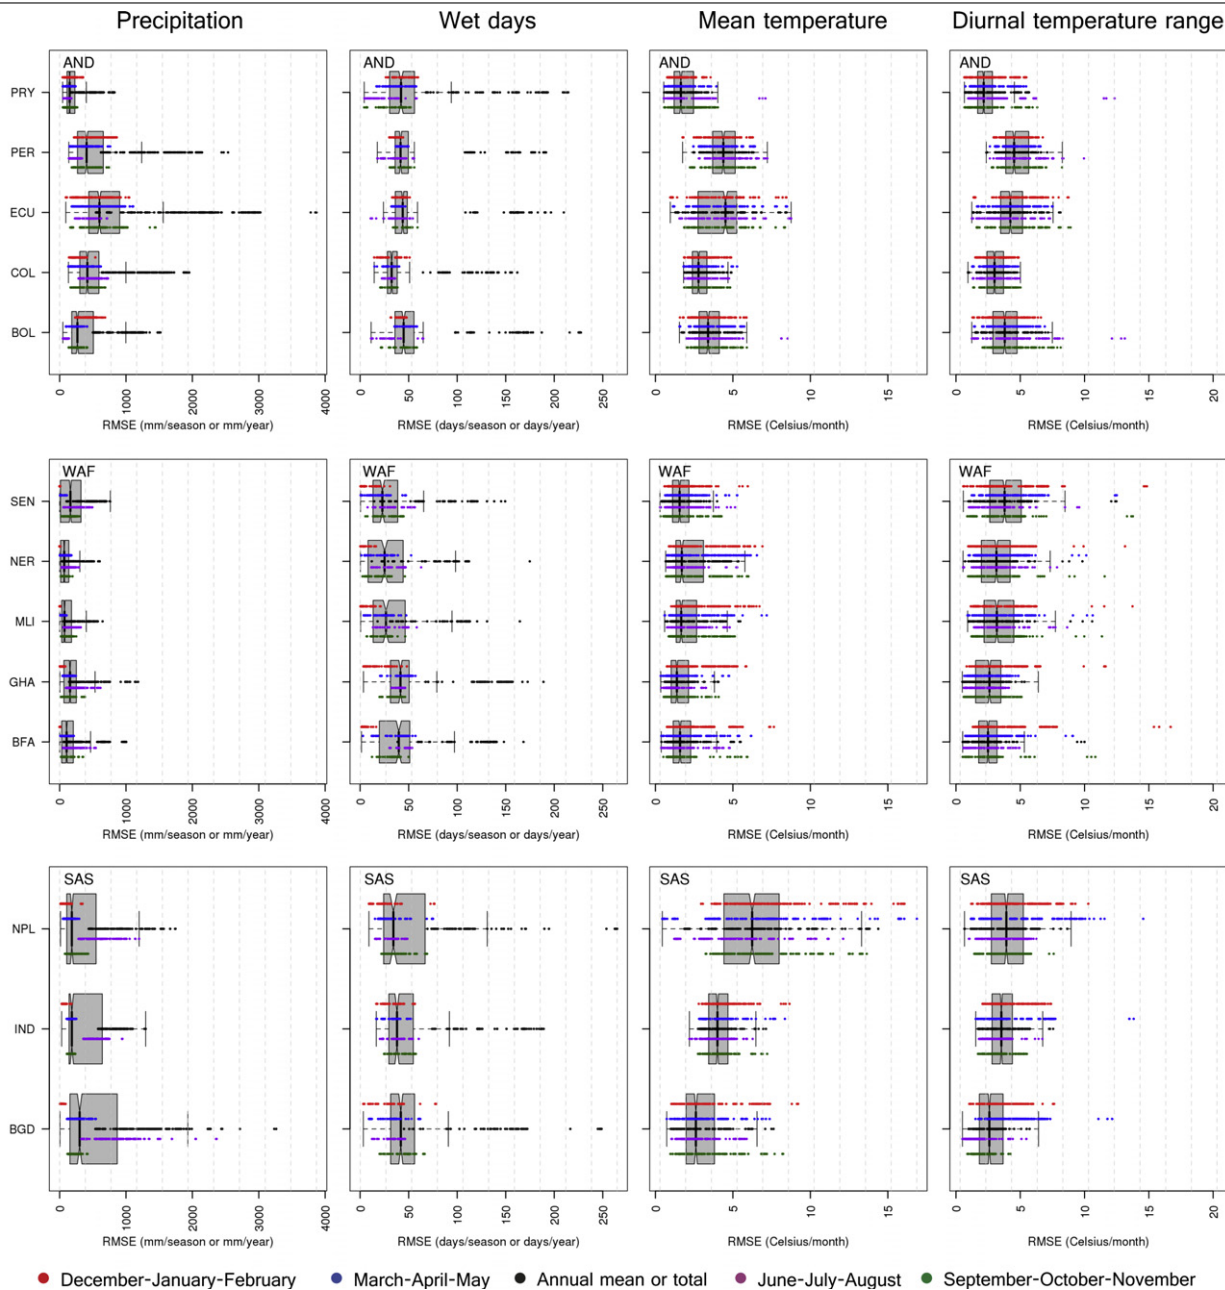 Precipitation Wet days Mean temperature Diurnal temperature range
AND AND AND AND
PRY
PER
ECU
COL
BOL
0 1000 2000 3000 4000 0 50 100 150 200 250 0 5 10 15 0 5 10 15 20
RMSE (mm/season or mm/year) RMSE (days/season or days/year) RMSE (Celsius/month) RMSE (Celsius/month)
WAF WAF WAF WAF
SEN
NER
MLI
GHA
BFA
0 1000 2000 3000 4000 0 50 100 150 200 250 0 5 10 15 0 5 10 15 20
RMSE (mm/season or mm/year) RMSE (days/season or days/year) RMSE (Celsius/month) RMSE (Celsius/month)
SAS SAS SAS SAS
NPL
IND
BGD
0 1000 2000 3000 4000 0 50 100 150 200 250 0 5 10 15 0 5 10 15 20
RMSE (mm/season or mm/year) RMSE (days/season or days/year) RMSE (Celsius/month) RMSE (Celsius/month)
December-January-February March-April-May Annual mean or total June-July-August September-October-November